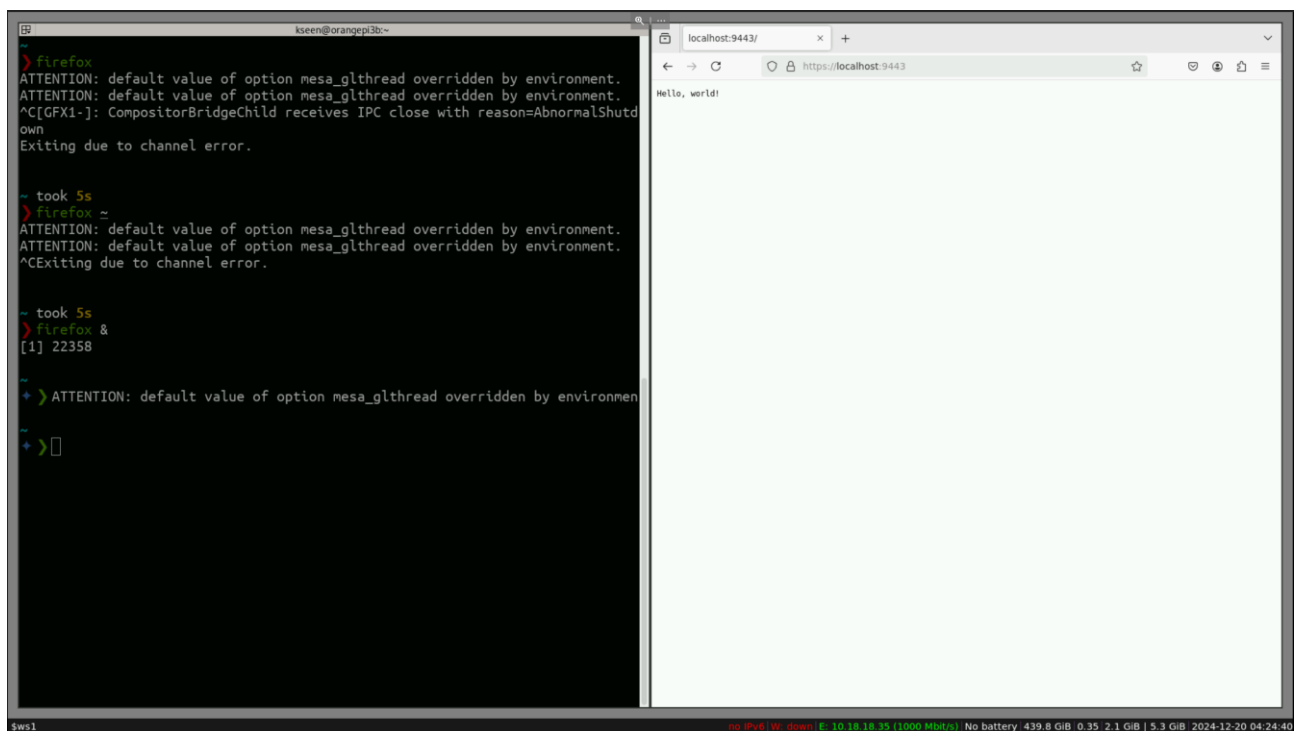 kseen@orangepi3b:~
~
❯ firefox
ATTENTION: default value of option mesa_glthread overridden by environment.
ATTENTION: default value of option mesa_glthread overridden by environment.
^C[GFX1-]: CompositorBridgeChild receives IPC close with reason=AbnormalShutd
own
Exiting due to channel error.
~ took 5s
❯ firefox ~
ATTENTION: default value of option mesa_glthread overridden by environment.
ATTENTION: default value of option mesa_glthread overridden by environment.
^CExiting due to channel error.
~ took 5s
❯ firefox &
[1] 22358
~
✦ ❯ ATTENTION: default value of option mesa_glthread overridden by environmen
~
✦ ❯
localhost:9443/
https://localhost:9443
Hello, world!
$ws1
no IPv6 | W: down | E: 10.18.18.35 (1000 Mbit/s) | No battery | 439.8 GiB | 0.35 | 2.1 GiB | 5.3 GiB | 2024-12-20 04:24:40